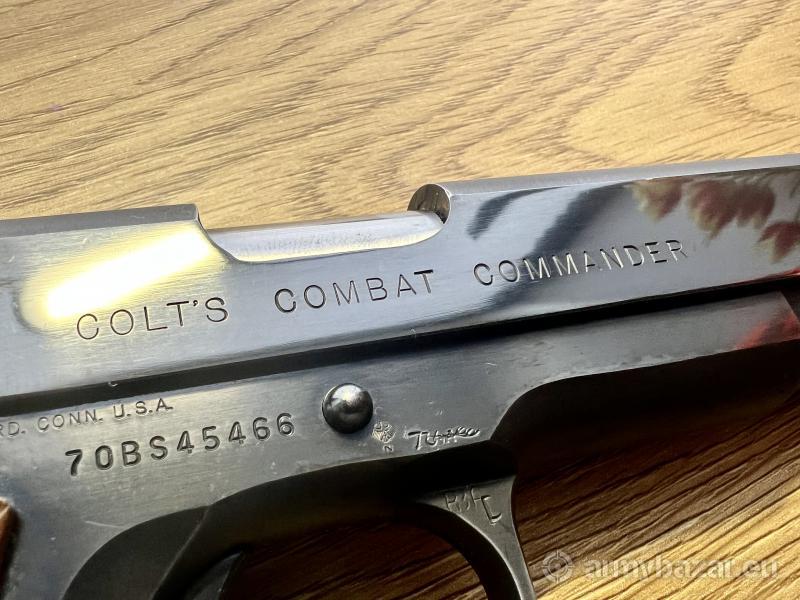 COLT'S COMBAT COMMANDER
RD. CONN. U.S.A.
70BS45466
armybazar.eu